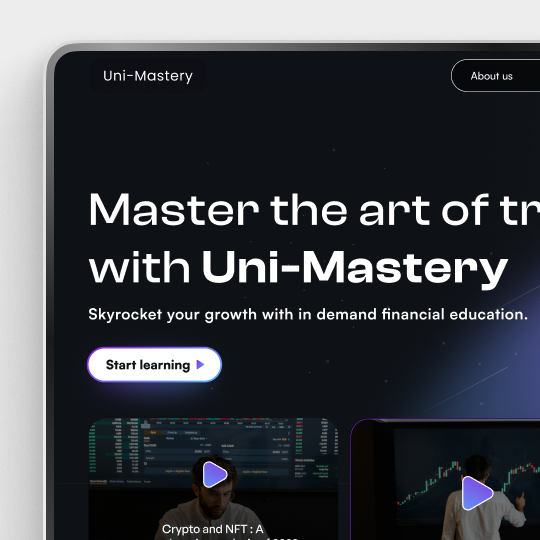 Uni-Mastery
About us
Master the art of tr
with Uni-Mastery
Skyrocket your growth with in demand financial education.
Start learning
Crypto and NFT : A